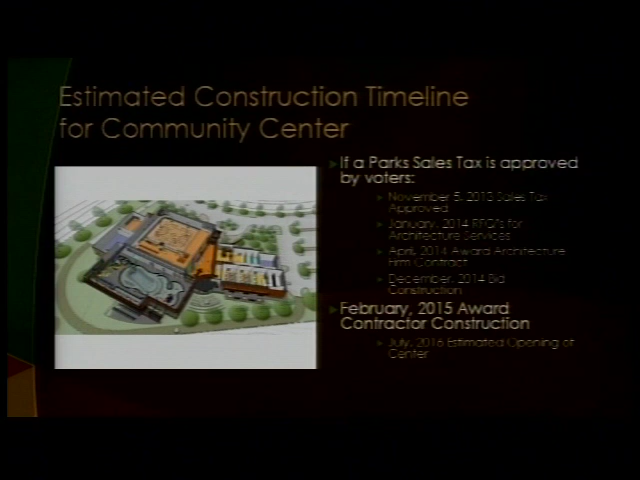 Estimated Construction Timeline
for Community Center
If a Parks Sales Tax is approved
by voters:
November 5, 2013 Sales Tax
Approved
January, 2014 RFQ's for
Architecture Services
April, 2014 Award Architecture
Firm Contract
December, 2014 Bid
Construction
February, 2015 Award
Contractor Construction
July, 2016 Estimated Opening of
Center